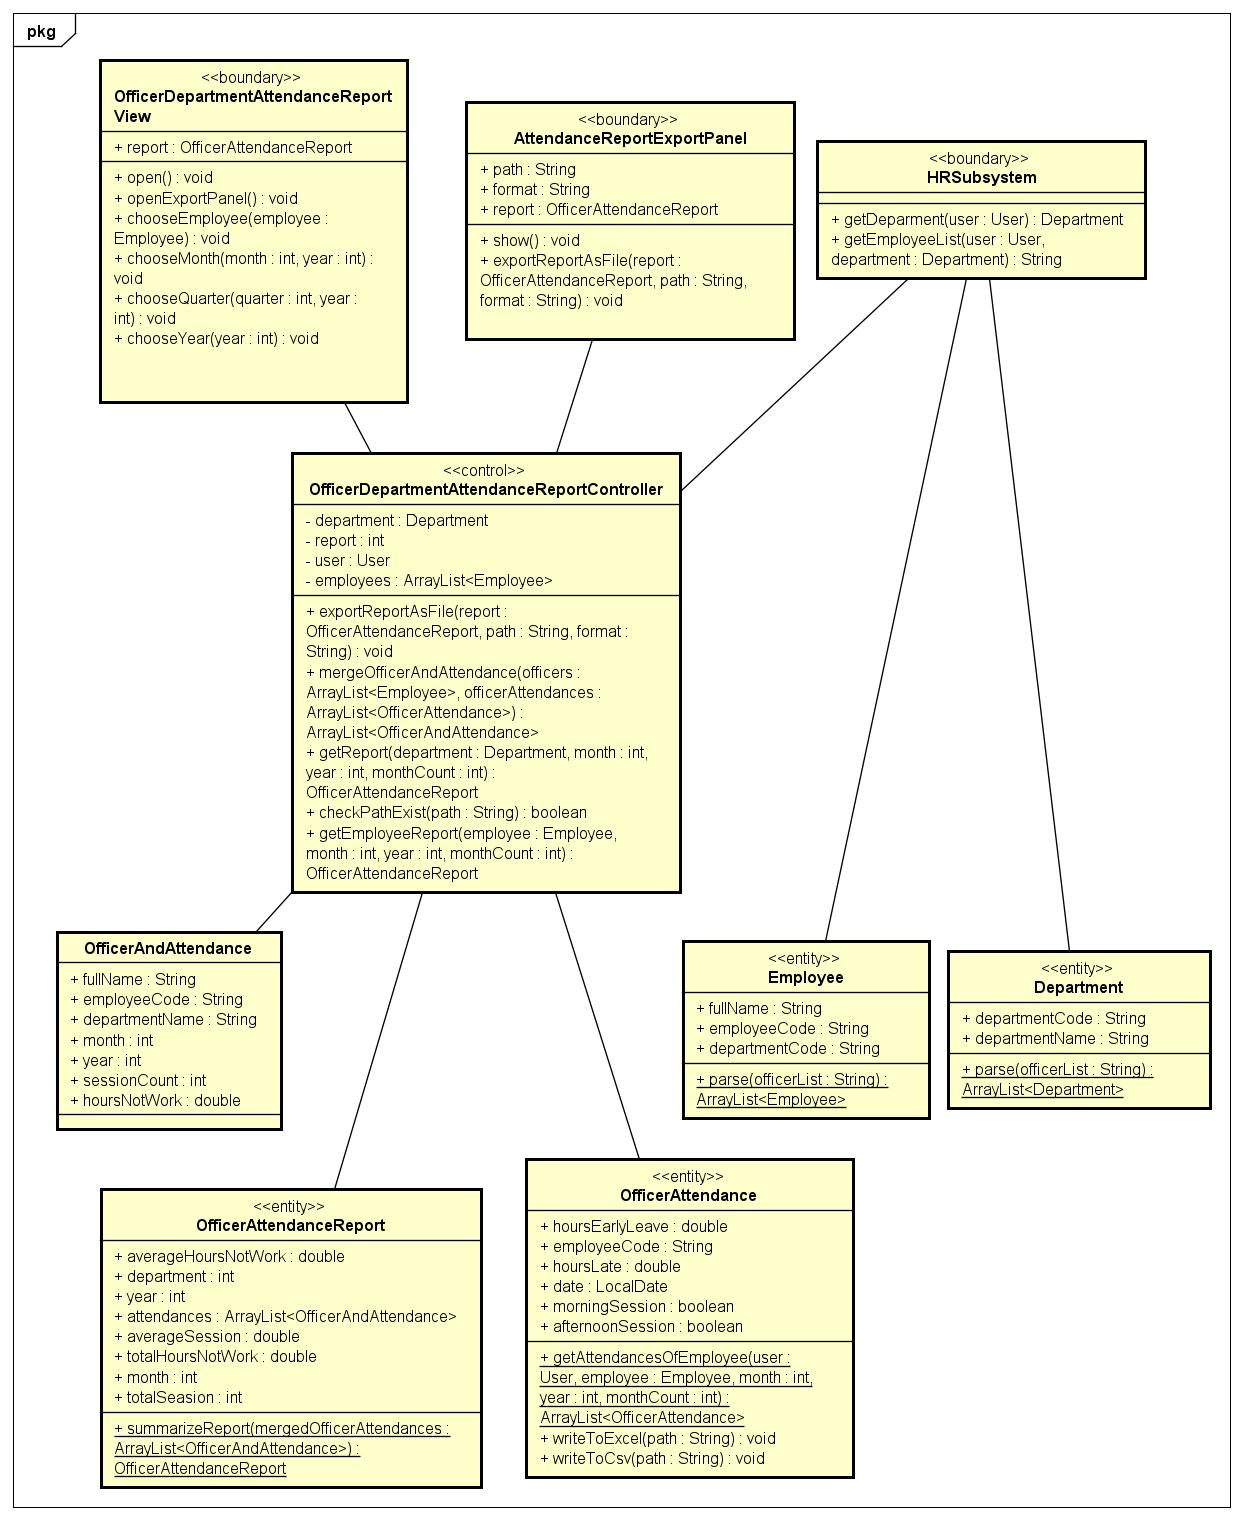 pkg
<<boundary>>
OfficerDepartmentAttendanceReport
View
+ report : OfficerAttendanceReport
+ open() : void
+ openExportPanel() : void
+ chooseEmployee(employee :
Employee) : void
+ chooseMonth(month : int, year : int) :
void
+ chooseQuarter(quarter : int, year :
int) : void
+ chooseYear(year : int) : void
<<boundary>>
AttendanceReportExportPanel
+ path : String
+ format : String
+ report : OfficerAttendanceReport
+ show() : void
+ exportReportAsFile(report :
OfficerAttendanceReport, path : String,
format : String) : void
<<boundary>>
HRSubsystem
+ getDeparment(user : User) : Department
+ getEmployeeList(user : User,
department : Department) : String
<<control>>
OfficerDepartmentAttendanceReportController
- department : Department
- report : int
- user : User
- employees : ArrayList<Employee>
+ exportReportAsFile(report :
OfficerAttendanceReport, path : String, format :
String) : void
+ mergeOfficerAndAttendance(officers :
ArrayList<Employee>, officerAttendances :
ArrayList<OfficerAttendance>) :
ArrayList<OfficerAndAttendance>
+ getReport(department : Department, month : int,
year : int, monthCount : int) :
OfficerAttendanceReport
+ checkPathExist(path : String) : boolean
+ getEmployeeReport(employee : Employee,
month : int, year : int, monthCount : int) :
OfficerAttendanceReport
OfficerAndAttendance
+ fullName : String
+ employeeCode : String
+ departmentName : String
+ month : int
+ year : int
+ sessionCount : int
+ hoursNotWork : double
<<entity>>
Employee
+ fullName : String
+ employeeCode : String
+ departmentCode : String
+ parse(officerList : String) :
ArrayList<Employee>
<<entity>>
Department
+ departmentCode : String
+ departmentName : String
+ parse(officerList : String) :
ArrayList<Department>
<<entity>>
OfficerAttendanceReport
+ averageHoursNotWork : double
+ department : int
+ year : int
+ attendances : ArrayList<OfficerAndAttendance>
+ averageSession : double
+ totalHoursNotWork : double
+ month : int
+ totalSeasion : int
+ summarizeReport(mergedOfficerAttendances :
ArrayList<OfficerAndAttendance>) :
OfficerAttendanceReport
<<entity>>
OfficerAttendance
+ hoursEarlyLeave : double
+ employeeCode : String
+ hoursLate : double
+ date : LocalDate
+ morningSession : boolean
+ afternoonSession : boolean
+ getAttendancesOfEmployee(user :
User, employee : Employee, month : int,
year : int, monthCount : int) :
ArrayList<OfficerAttendance>
+ writeToExcel(path : String) : void
+ writeToCsv(path : String) : void